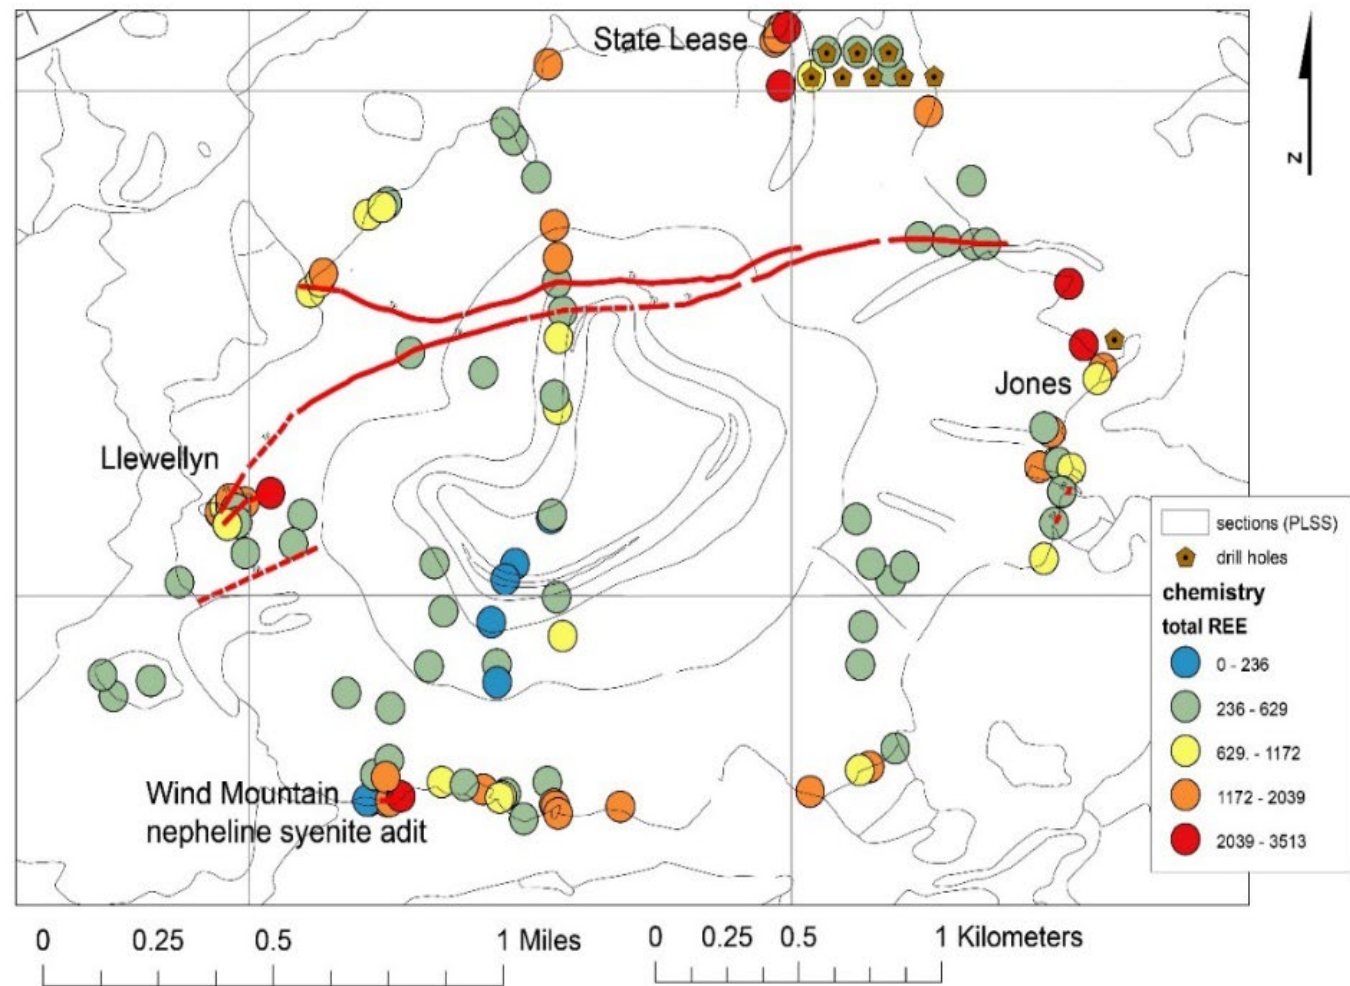 State Lease
N
Jones
Llewellyn
sections (PLSS)
drill holes
chemistry
total REE
0 - 236
236 - 629
629. - 1172
1172 - 2039
2039 - 3513
Wind Mountain
nepheline syenite adit
0 0.25 0.5 1 Miles
0 0.25 0.5 1 Kilometers